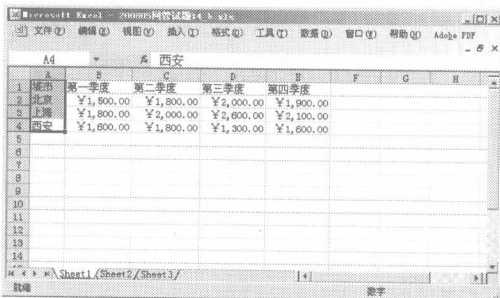 Microsoft Excel - 200805网管试题14_b.xls
文件(F) 编辑(E) 视图(V) 插入(I) 格式(O) 工具(T) 数据(D) 窗口(W) 帮助(H) Adobe PDF
A4 fx 西安
A B C D E F G H
1 城市 第一季度 第二季度 第三季度 第四季度
2 北京 ￥1,500.00 ￥1,800.00 ￥2,000.00 ￥1,900.00
3 上海 ￥1,800.00 ￥2,000.00 ￥2,600.00 ￥2,100.00
4 西安 ￥1,600.00 ￥1,800.00 ￥1,300.00 ￥1,600.00
5
6
7
8
9
10
11
12
13
14
Sheet1/Sheet2/Sheet3/
就绪 数字